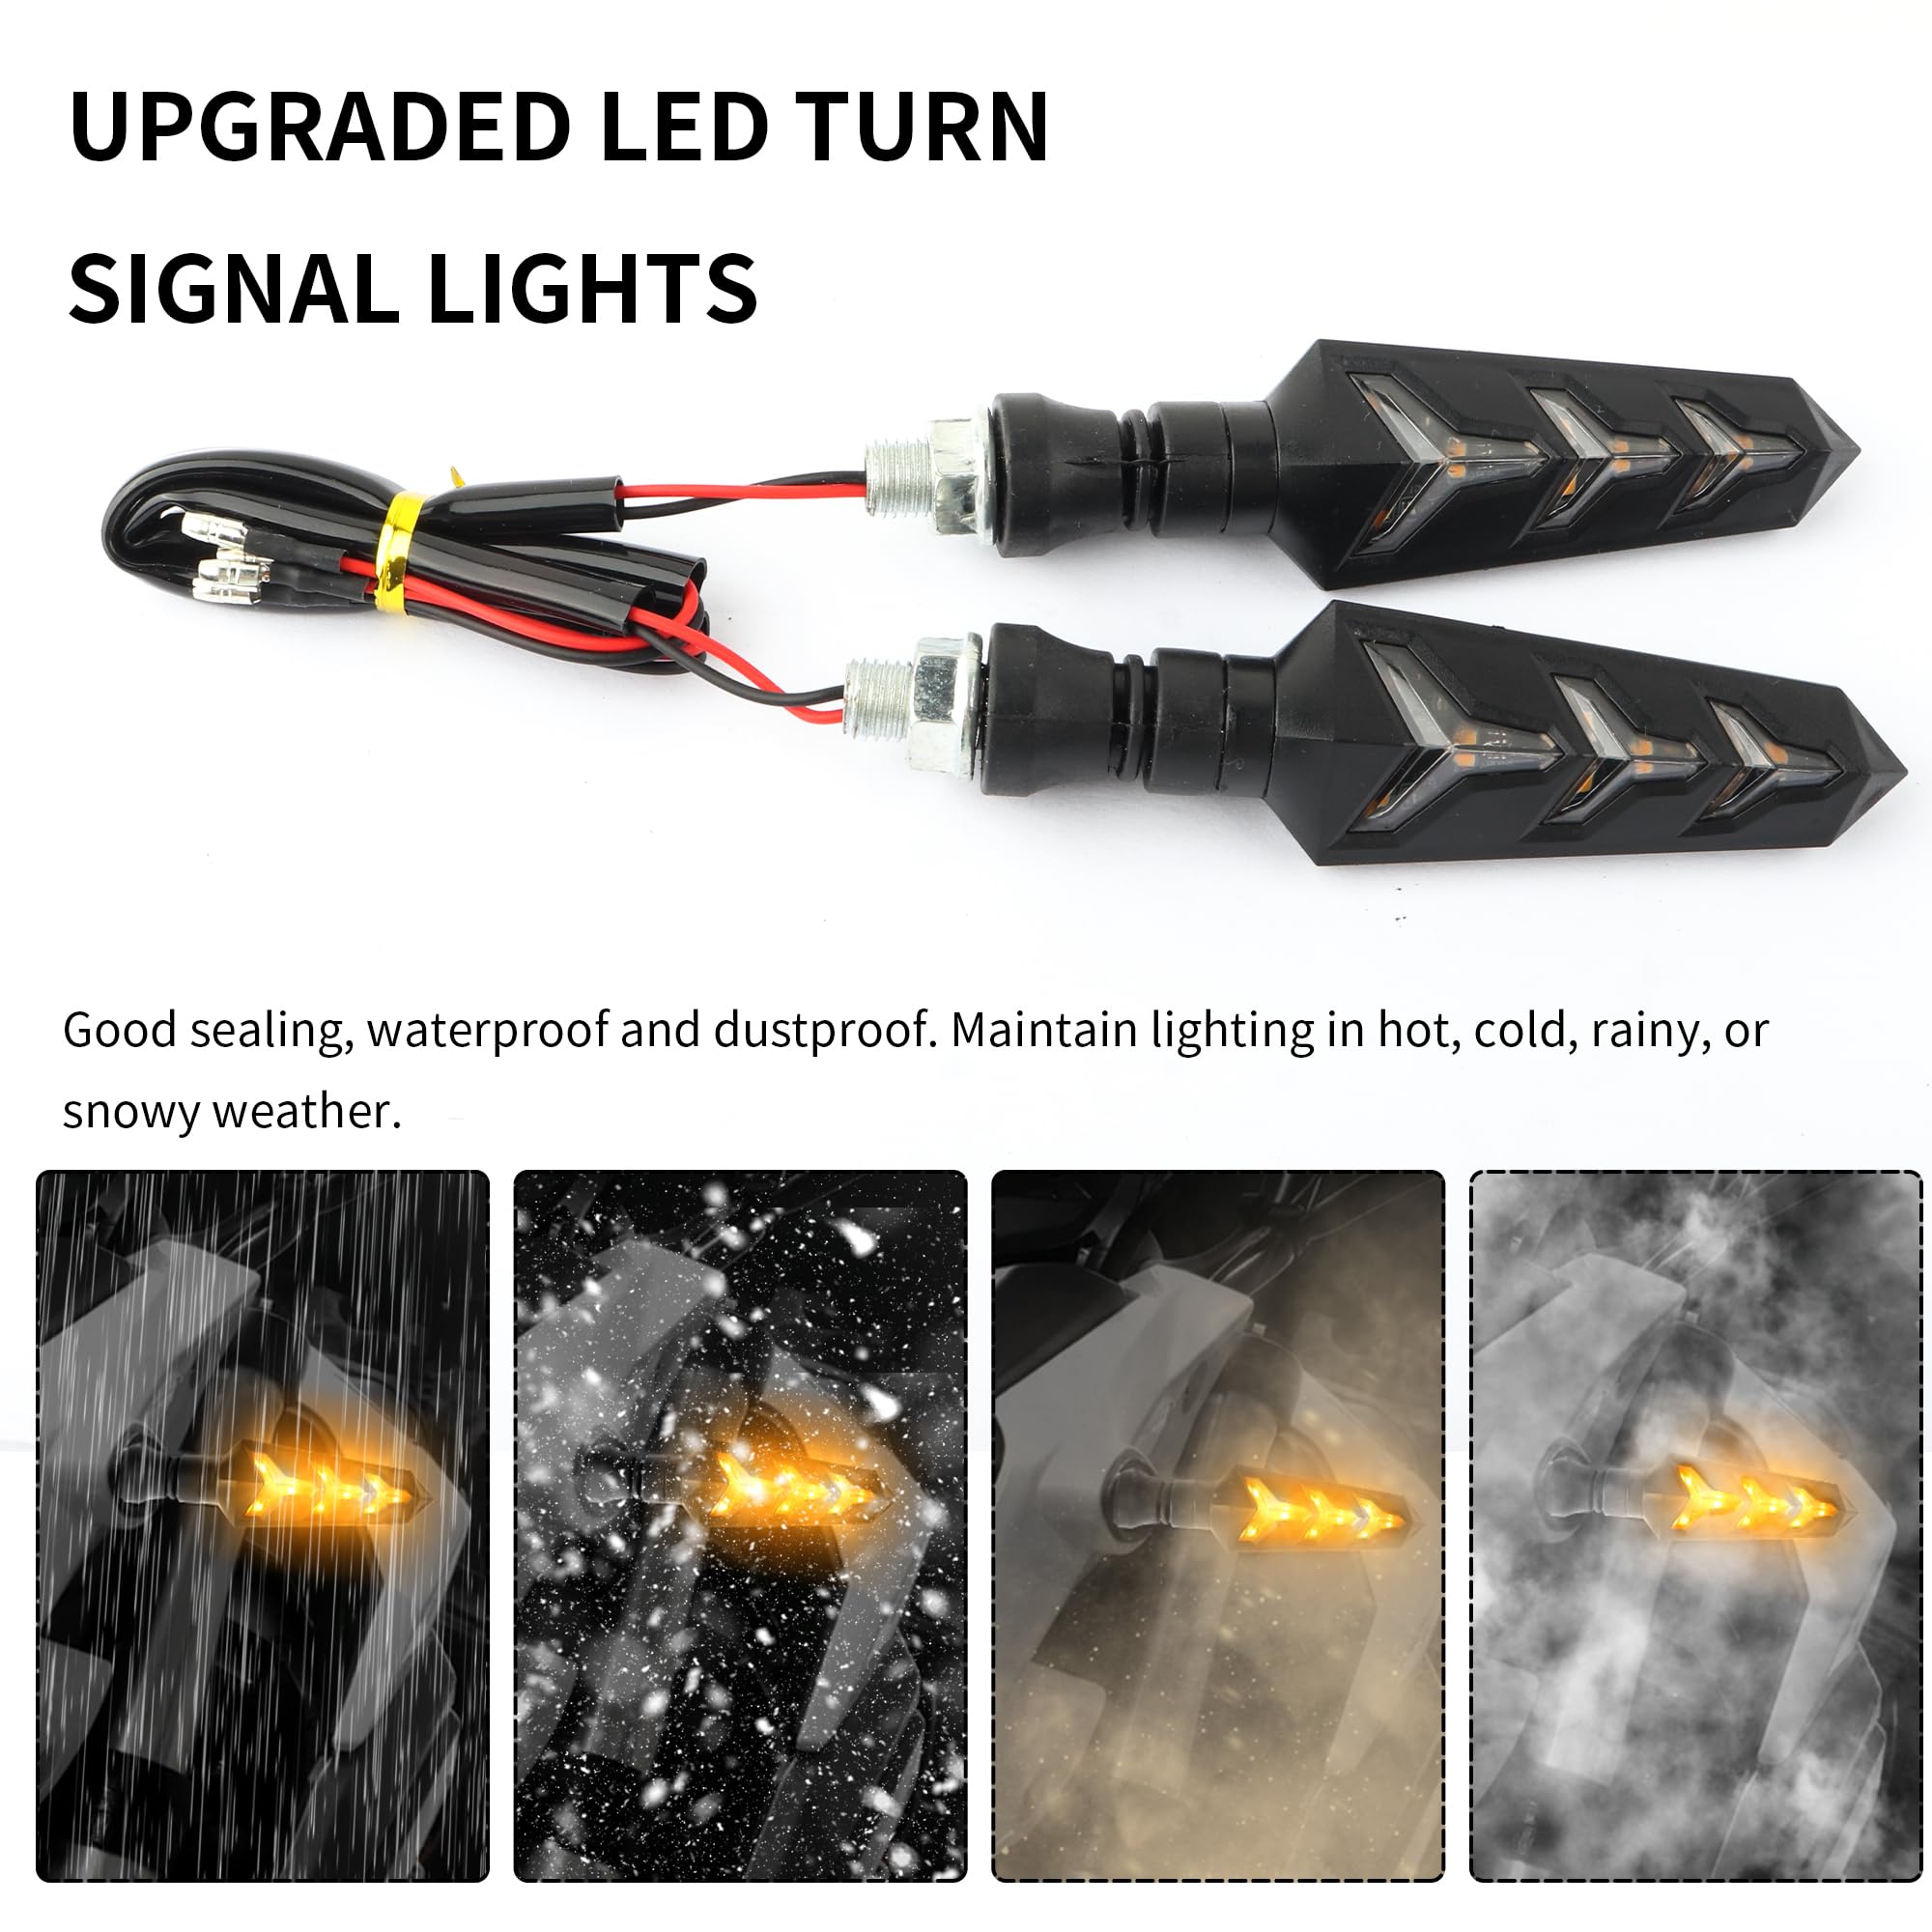 UPGRADED LED TURN
SIGNAL LIGHTS
Good sealing, waterproof and dustproof. Maintain lighting in hot, cold, rainy, or
snowy weather.